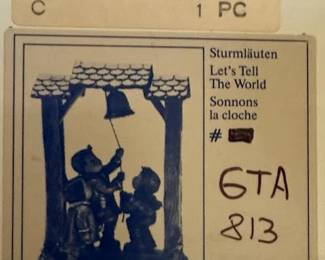 C 1 PC
Sturmläuten
Let's Tell
The World
Sonnons
la cloche
#
GTA
813